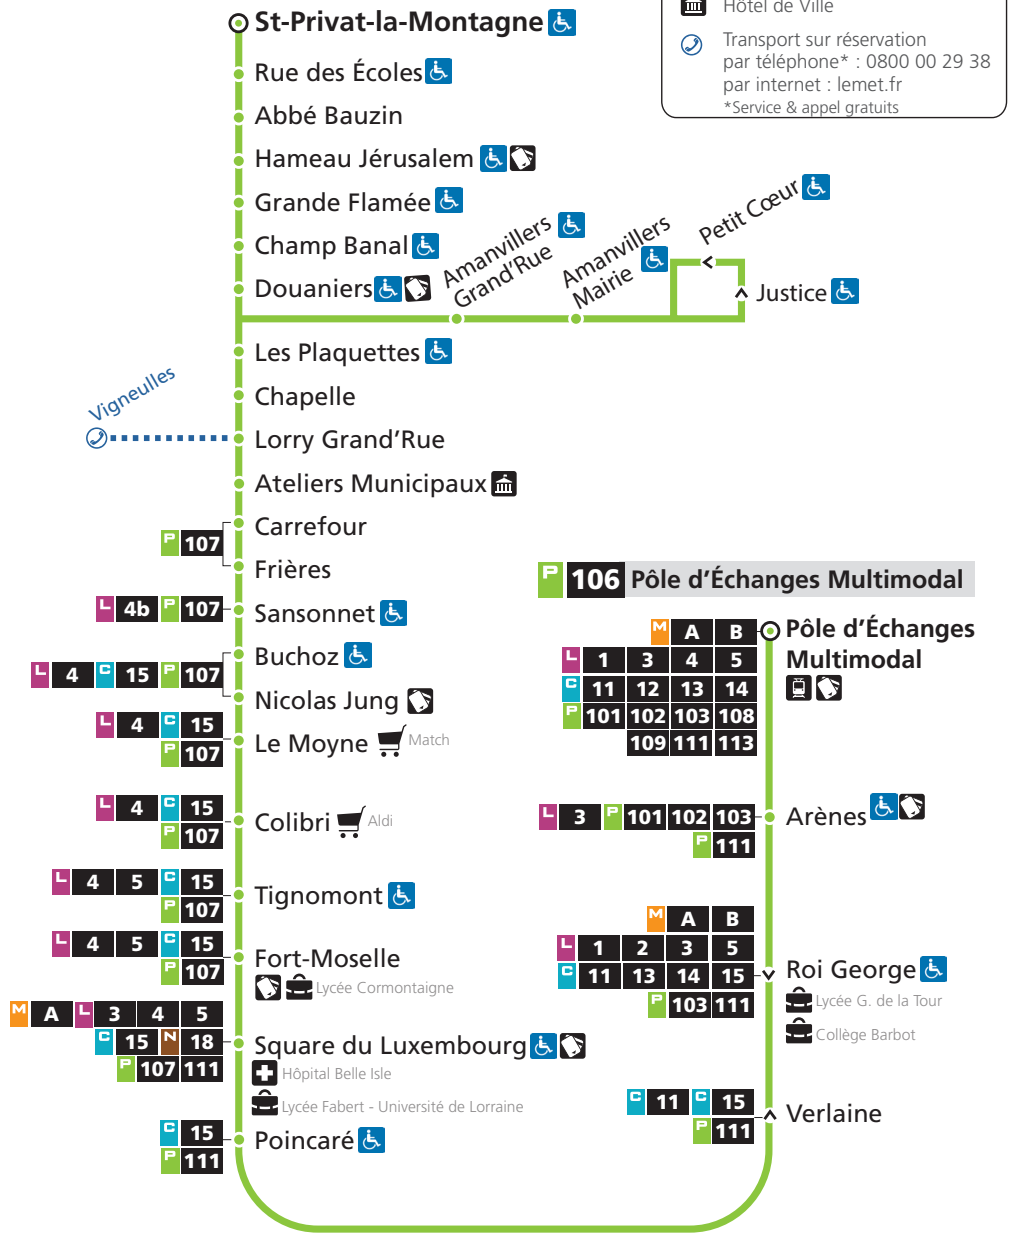 Hôtel de Ville
Transport sur réservation
par téléphone* : 0800 00 29 38
par internet : lemet.fr
*Service & appel gratuits
St-Privat-la-Montagne
Rue des Écoles
Abbé Bauzin
Hameau Jérusalem
Grande Flamée
Champ Banal
Douaniers
Amanvillers
Grand'Rue
Amanvillers
Mairie
Petit Cœur
Justice
Les Plaquettes
Chapelle
Vigneulles
Lorry Grand'Rue
Ateliers Municipaux
Carrefour
P 107
Frières
L 4b P 107
Sansonnet
Buchoz
L 4 C 15 P 107
Nicolas Jung
L 4 C 15
P 107
Le Moyne
Match
L 4 C 15
P 107
Colibri
Aldi
L 4 5 C 15
P 107
Tignomont
L 4 5 C 15
P 107
Fort-Moselle
Lycée Cormontaigne
M A L 3 4 5
C 15 N 18
P 107 111
Square du Luxembourg
Hôpital Belle Isle
Lycée Fabert - Université de Lorraine
C 15
P 111
Poincaré
P 106 Pôle d'Échanges Multimodal
M A B
L 1 3 4 5
C 11 12 13 14
P 101 102 103 108
109 111 113
Pôle d'Échanges
Multimodal
L 3 P 101 102 103
P 111
Arènes
M A B
L 1 2 3 5
C 11 13 14 15
P 103 111
Roi George
Lycée G. de la Tour
Collège Barbot
C 11 C 15
P 111
Verlaine